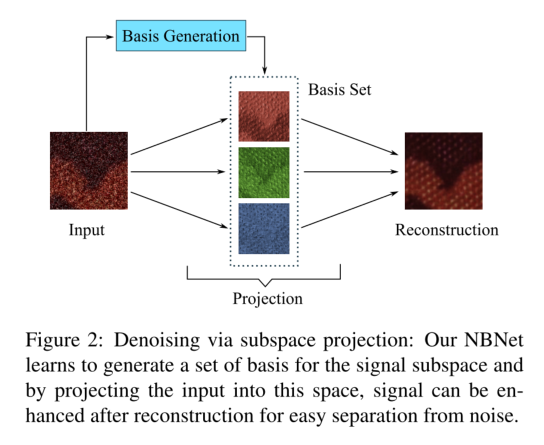 Basis Generation
Basis Set
Input
Reconstruction
Projection
Figure 2: Denoising via subspace projection: Our NBNet
learns to generate a set of basis for the signal subspace and
by projecting the input into this space, signal can be en-
hanced after reconstruction for easy separation from noise.